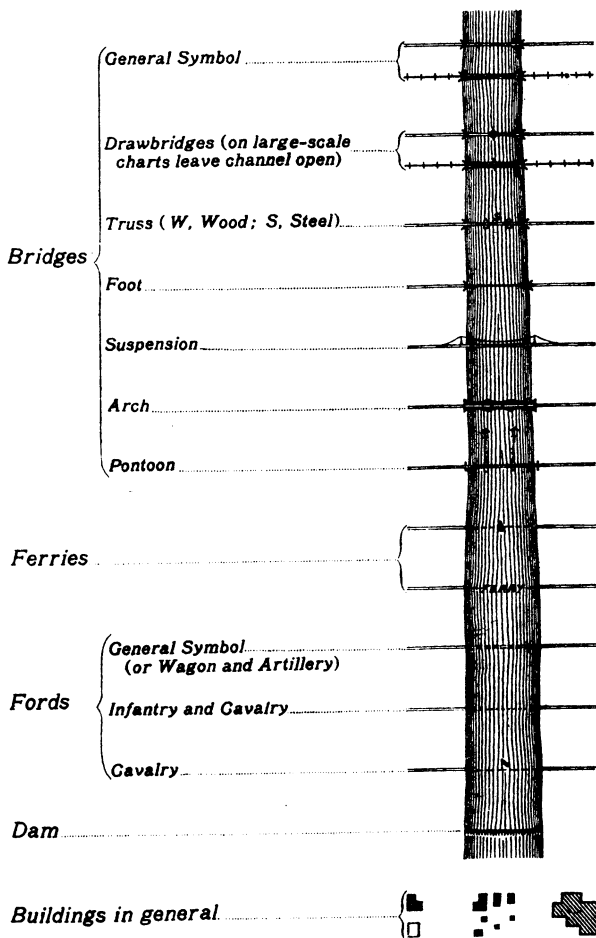 General Symbol
Drawbridges (on large-scale
charts leave channel open)
Truss (W, Wood; S, Steel)
S
Bridges
Foot
Suspension
Arch
Pontoon
Ferries
FERRY
General Symbol
(or Wagon and Artillery)
Fords
Infantry and Cavalry
Cavalry
Dam
Buildings in general